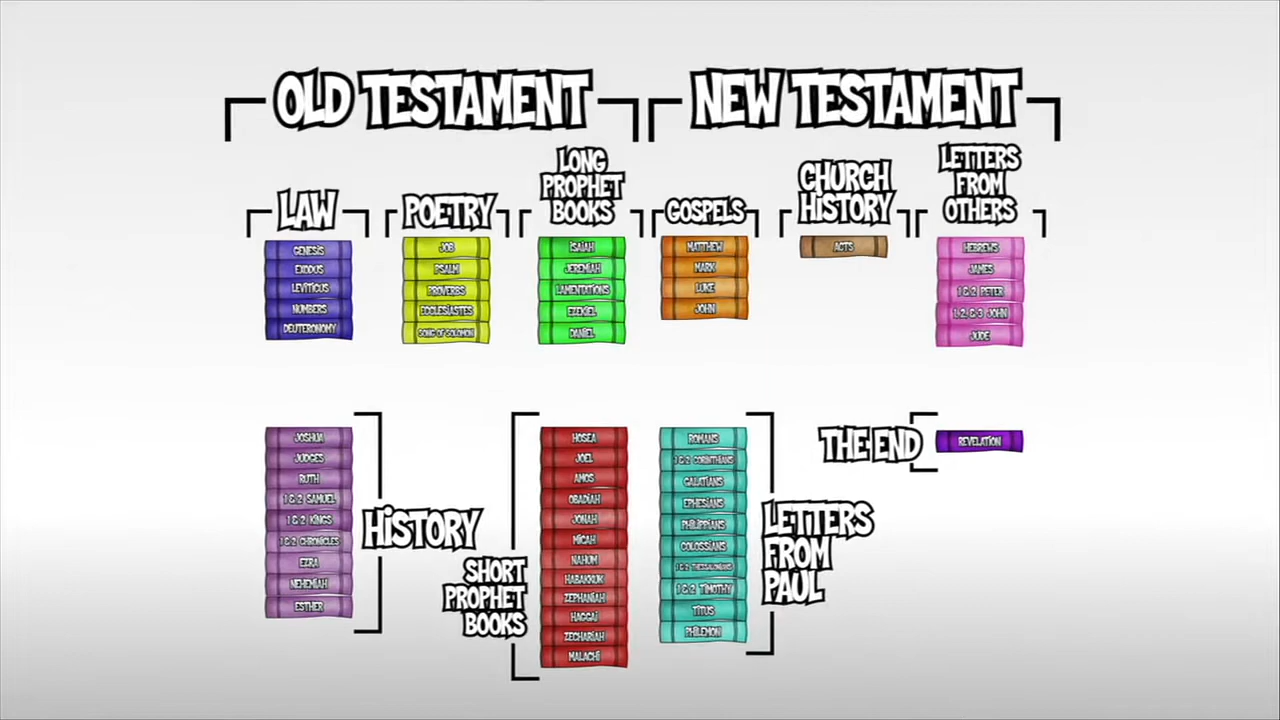 OLD TESTAMENT
NEW TESTAMENT
LAW
GENESIS
EXODUS
LEVITICUS
NUMBERS
DEUTERONOMY
POETRY
JOB
PSALM
PROVERBS
ECCLESIASTES
SONG OF SOLOMON
LONG
PROPHET
BOOKS
ISAIAH
JEREMIAH
LAMENTATIONS
EZEKIEL
DANIEL
GOSPELS
MATTHEW
MARK
LUKE
JOHN
CHURCH
HISTORY
ACTS
LETTERS
FROM
OTHERS
HEBREWS
JAMES
1 & 2 PETER
1, 2, & 3 JOHN
JUDE
JOSHUA
JUDGES
RUTH
1 & 2 SAMUEL
1 & 2 KINGS
1 & 2 CHRONICLES
EZRA
NEHEMIAH
ESTHER
HISTORY
SHORT
PROPHET
BOOKS
HOSEA
JOEL
AMOS
OBADIAH
JONAH
MICAH
NAHUM
HABAKKUK
ZEPHANIAH
HAGGAI
ZECHARIAH
MALACHI
ROMANS
1 & 2 CORINTHIANS
GALATIANS
EPHESIANS
PHILIPPIANS
COLOSSIANS
1 & 2 THESSALONIANS
1 & 2 TIMOTHY
TITUS
PHILEMON
LETTERS
FROM
PAUL
THE END
REVELATION